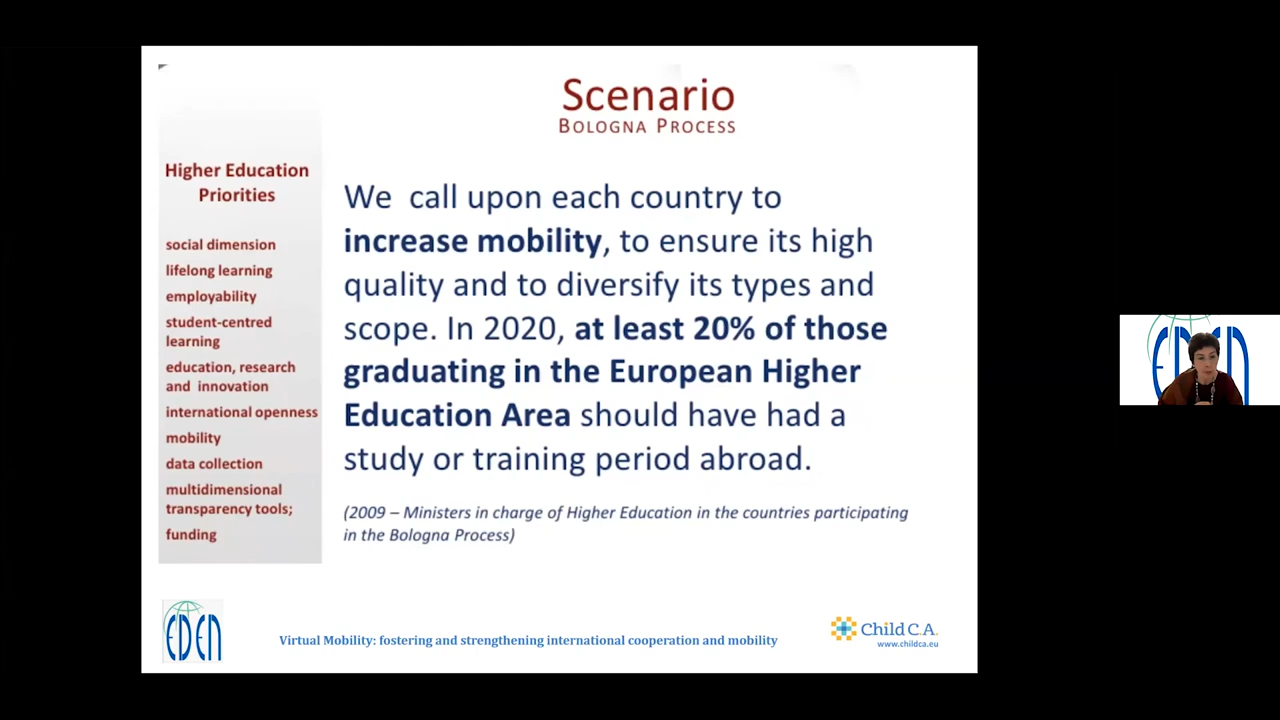 Scenario
BOLOGNA PROCESS
Higher Education
Priorities
social dimension
lifelong learning
employability
student-centred
learning
education, research
and innovation
international openness
mobility
data collection
multidimensional
transparency tools;
funding
We call upon each country to
increase mobility, to ensure its high
quality and to diversify its types and
scope. In 2020, at least 20% of those
graduating in the European Higher
Education Area should have had a
study or training period abroad.
(2009 – Ministers in charge of Higher Education in the countries participating
in the Bologna Process)
EDEN
Virtual Mobility: fostering and strengthening international cooperation and mobility
Child C.A.
www.childca.eu
EDEN